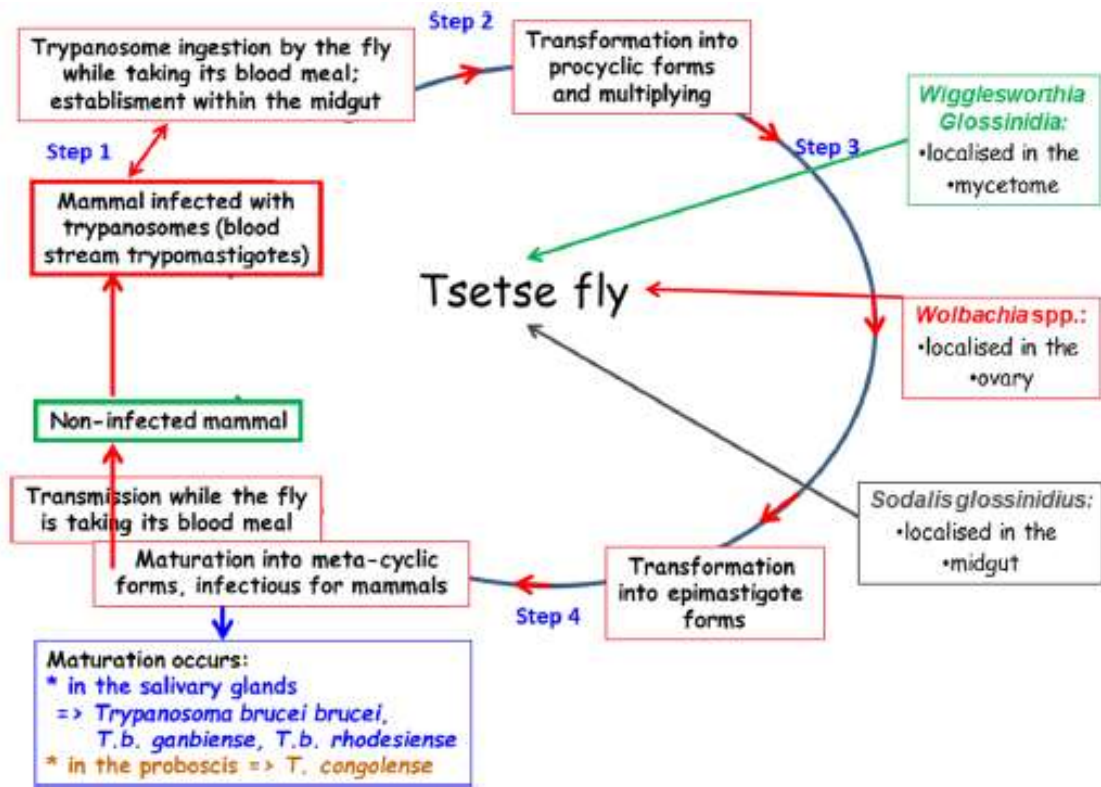 Step 2
Trypanosome ingestion by the fly
while taking its blood meal;
establisment within the midgut
Transformation into
procyclic forms
and multiplying
Wigglesworthia
Glossinidia:
•localised in the
•mycetome
Step 1
Step 3
Mammal infected with
trypanosomes (blood
stream trypomastigotes)
Tsetse fly
Wolbachia spp.:
•localised in the
•ovary
Non-infected mammal
Transmission while the fly
is taking its blood meal
Sodalis glossinidius:
•localised in the
•midgut
Maturation into meta-cyclic
forms, infectious for mammals
Step 4
Transformation
into epimastigote
forms
Maturation occurs:
* in the salivary glands
=> Trypanosoma brucei brucei,
T.b. ganbiense, T.b. rhodesiense
* in the proboscis => T. congolense